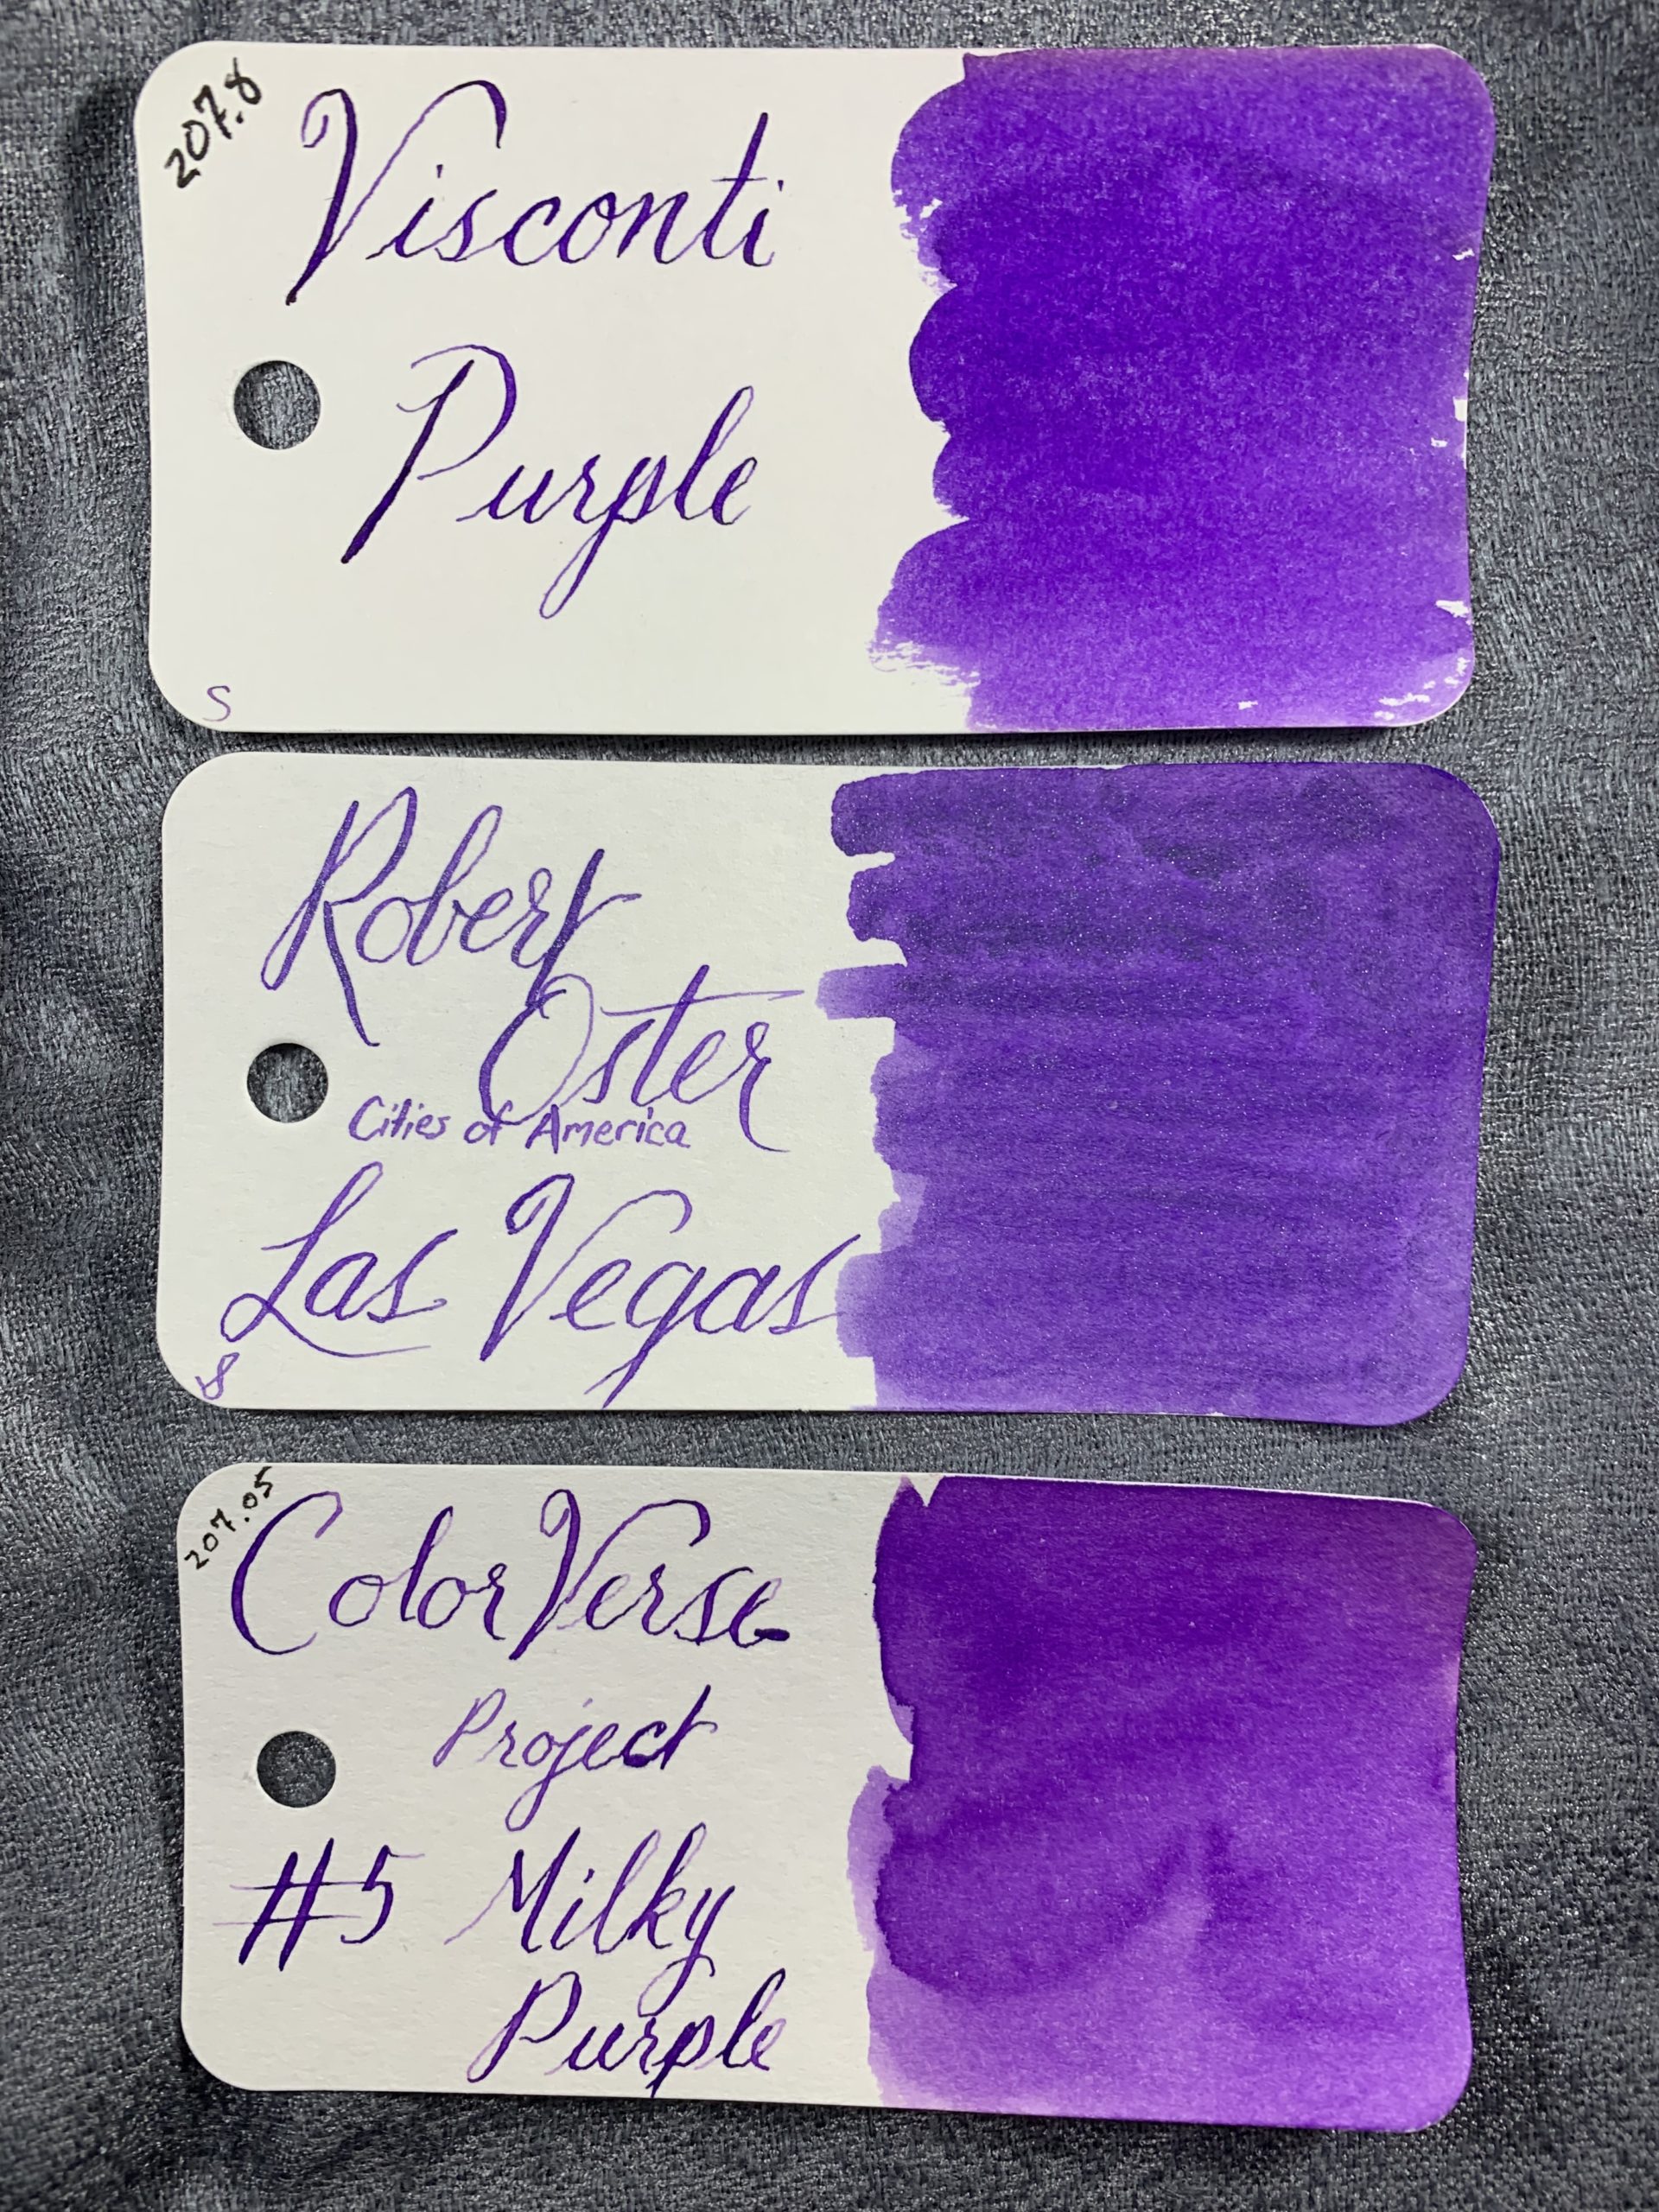 207.8
Visconti
Purple
S
Robert
Oster
Cities of America
Las Vegas
S
207.05
ColorVerse
Project
#5 Milky
Purple